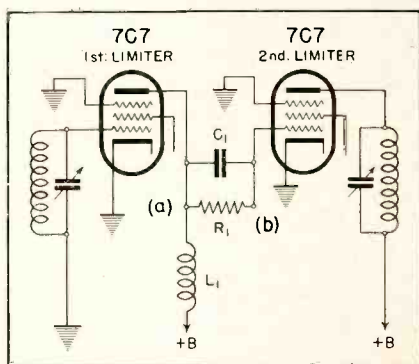 7C7
1st: LIMITER
7C7
2nd. LIMITER
C1
(a)
(b)
R1
L1
+B
+B